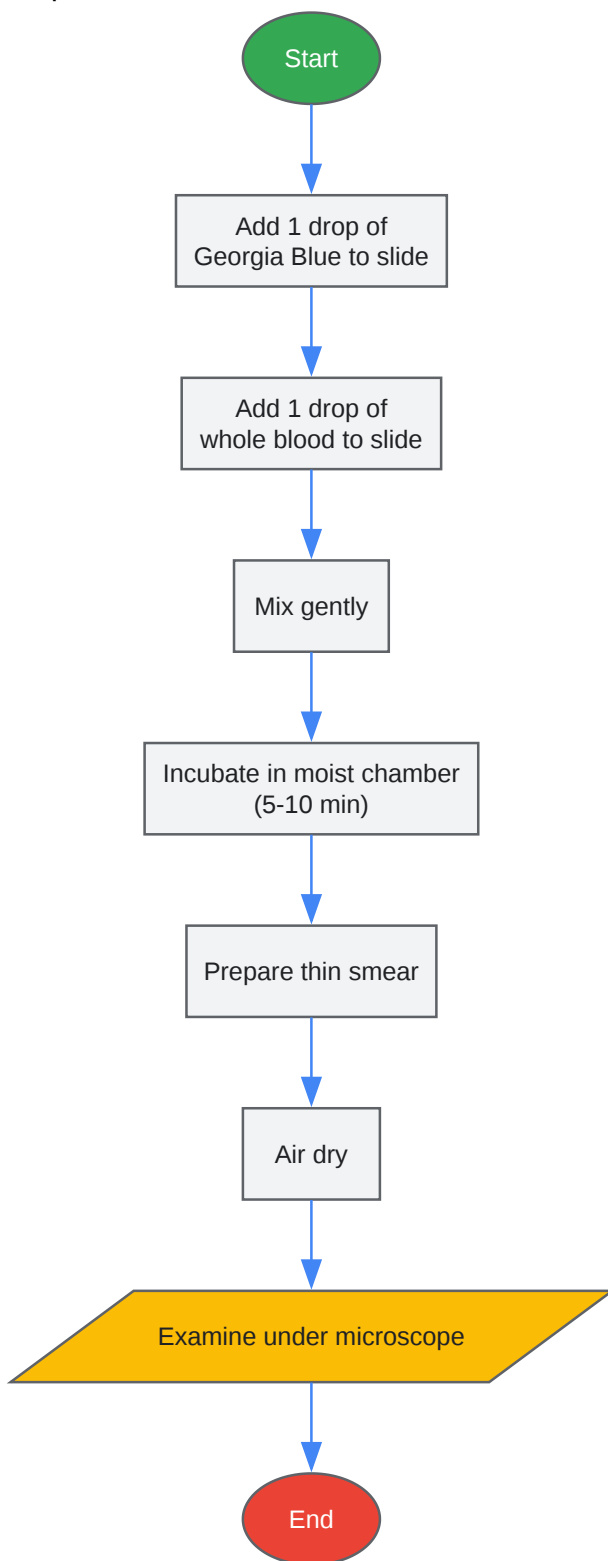 Start
Add 1 drop of
Georgia Blue to slide
Add 1 drop of
whole blood to slide
Mix gently
Incubate in moist chamber
(5-10 min)
Prepare thin smear
Air dry
Examine under microscope
End